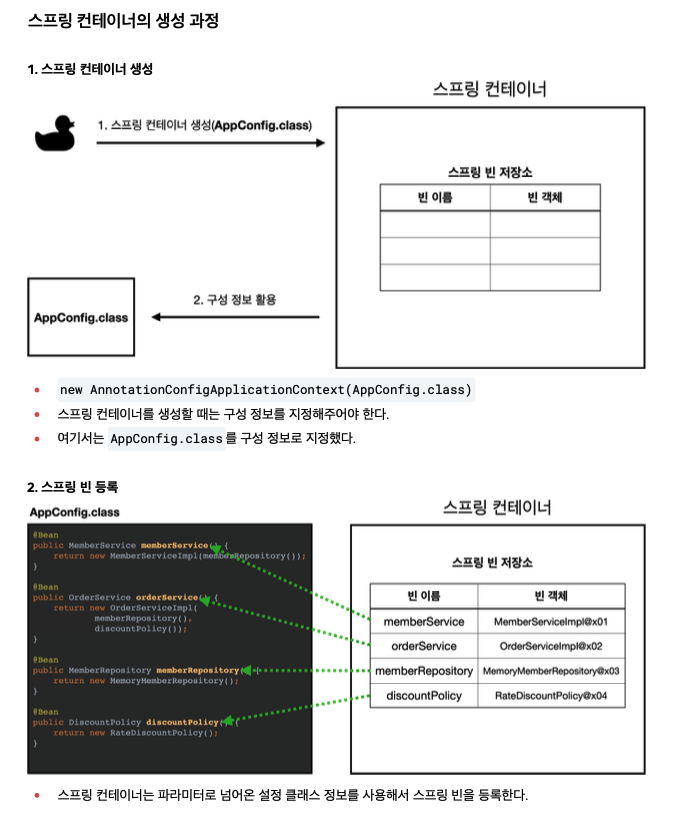 스프링 컨테이너의 생성 과정
1. 스프링 컨테이너 생성
스프링 컨테이너
1. 스프링 컨테이너 생성(AppConfig.class)
스프링 빈 저장소
빈 이름 빈 객체
2. 구성 정보 활용
AppConfig.class
new AnnotationConfigApplicationContext(AppConfig.class)
스프링 컨테이너를 생성할 때는 구성 정보를 지정해주어야 한다.
여기서는 AppConfig.class를 구성 정보로 지정했다.
2. 스프링 빈 등록
AppConfig.class
@Bean
public MemberService memberService() {
return new MemberServiceImpl(memberRepository());
}
@Bean
public OrderService orderService() {
return new OrderServiceImpl(
memberRepository(),
discountPolicy());
}
@Bean
public MemberRepository memberRepository() {
return new MemoryMemberRepository();
}
@Bean
public DiscountPolicy discountPolicy() {
return new RateDiscountPolicy();
}
스프링 컨테이너
스프링 빈 저장소
빈 이름 빈 객체
memberService MemberServiceImpl@x01
orderService OrderServiceImpl@x02
memberRepository MemoryMemberRepository@x03
discountPolicy RateDiscountPolicy@x04
스프링 컨테이너는 파라미터로 넘어온 설정 클래스 정보를 사용해서 스프링 빈을 등록한다.